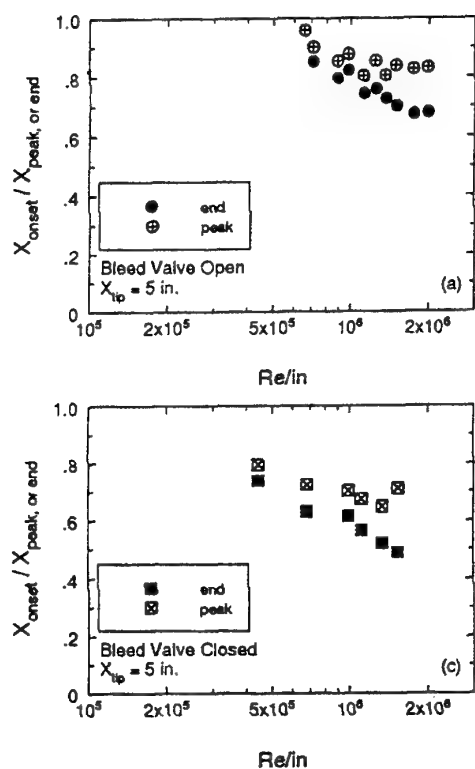 1.0
.8
.6
.4
.2
0
X_onset / X_peak, or end
end
peak
Bleed Valve Open
X_tip = 5 in.
(a)
10^5
2x10^5
5x10^5
10^6
2x10^6
Re/in
1.0
.8
0.6
0.4
.2
0
X_onset / X_peak, or end
end
peak
Bleed Valve Closed
X_tip = 5 in.
(c)
10^5
2x10^5
5x10^5
10^6
2x10^6
Re/in